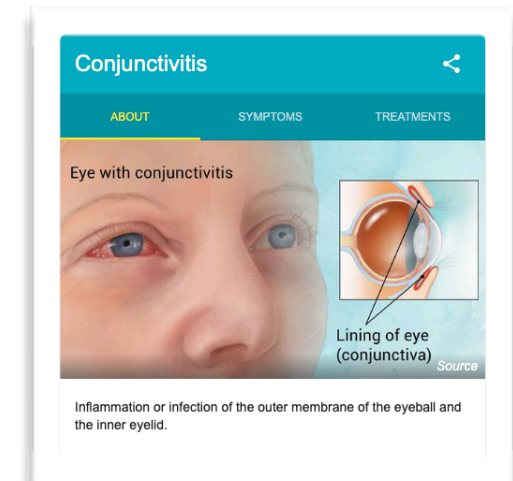 Conjunctivitis
ABOUT SYMPTOMS TREATMENTS
Eye with conjunctivitis
Lining of eye
(conjunctiva)
Source
Inflammation or infection of the outer membrane of the eyeball and
the inner eyelid.